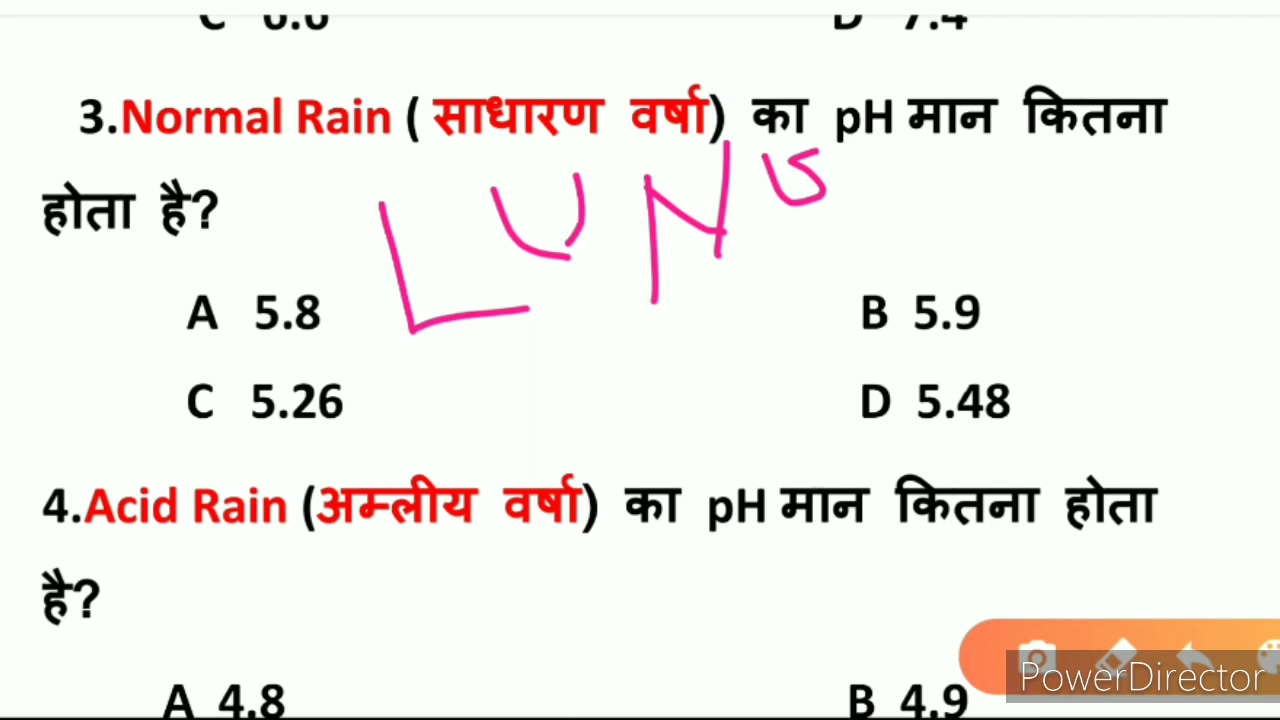 3.Normal Rain ( साधारण वर्षा) का pH मान कितना
होता है?
LUNG
A 5.8 B 5.9
C 5.26 D 5.48
4.Acid Rain (अम्लीय वर्षा) का pH मान कितना होता
है?
A 4.8 B 4.9
PowerDirector